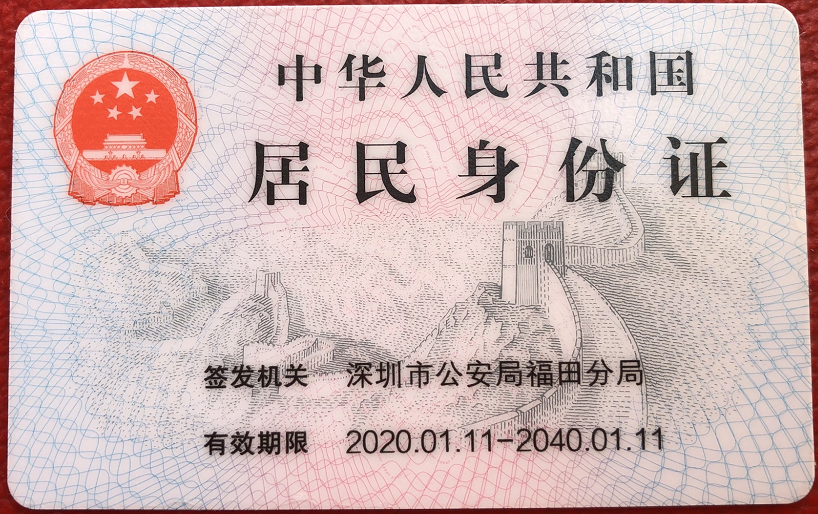 中华人民共和国
居民身份证
签发机关 深圳市公安局福田分局
有效期限 2020.01.11-2040.01.11